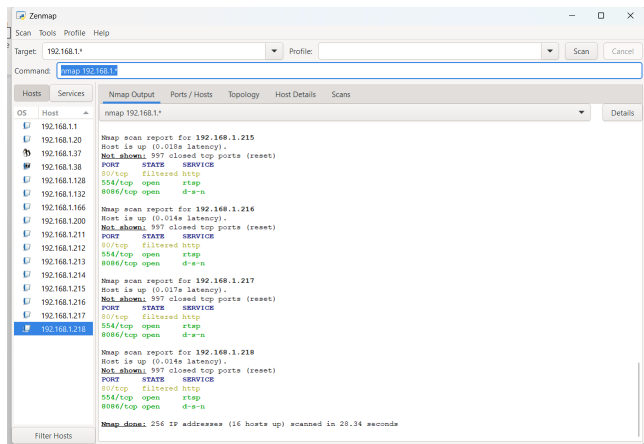 Zenmap
Scan Tools Profile Help
Target: 192.168.1.* Profile: Scan Cancel
Command: nmap 192.168.1.*
Hosts Services
Nmap Output Ports / Hosts Topology Host Details Scans
OS Host
nmap 192.168.1.* Details
192.168.1.1
192.168.1.20
192.168.1.37
192.168.1.38
192.168.1.128
192.168.1.132
192.168.1.166
192.168.1.200
192.168.1.211
192.168.1.212
192.168.1.213
192.168.1.214
192.168.1.215
192.168.1.216
192.168.1.217
192.168.1.218
Filter Hosts
Nmap scan report for 192.168.1.215
Host is up (0.018s latency).
Not shown: 997 closed tcp ports (reset)
PORT STATE SERVICE
80/tcp filtered http
554/tcp open rtsp
8086/tcp open d-s-n
Nmap scan report for 192.168.1.216
Host is up (0.014s latency).
Not shown: 997 closed tcp ports (reset)
PORT STATE SERVICE
80/tcp filtered http
554/tcp open rtsp
8086/tcp open d-s-n
Nmap scan report for 192.168.1.217
Host is up (0.017s latency).
Not shown: 997 closed tcp ports (reset)
PORT STATE SERVICE
80/tcp filtered http
554/tcp open rtsp
8086/tcp open d-s-n
Nmap scan report for 192.168.1.218
Host is up (0.014s latency).
Not shown: 997 closed tcp ports (reset)
PORT STATE SERVICE
80/tcp filtered http
554/tcp open rtsp
8086/tcp open d-s-n
Nmap done: 256 IP addresses (16 hosts up) scanned in 28.34 seconds